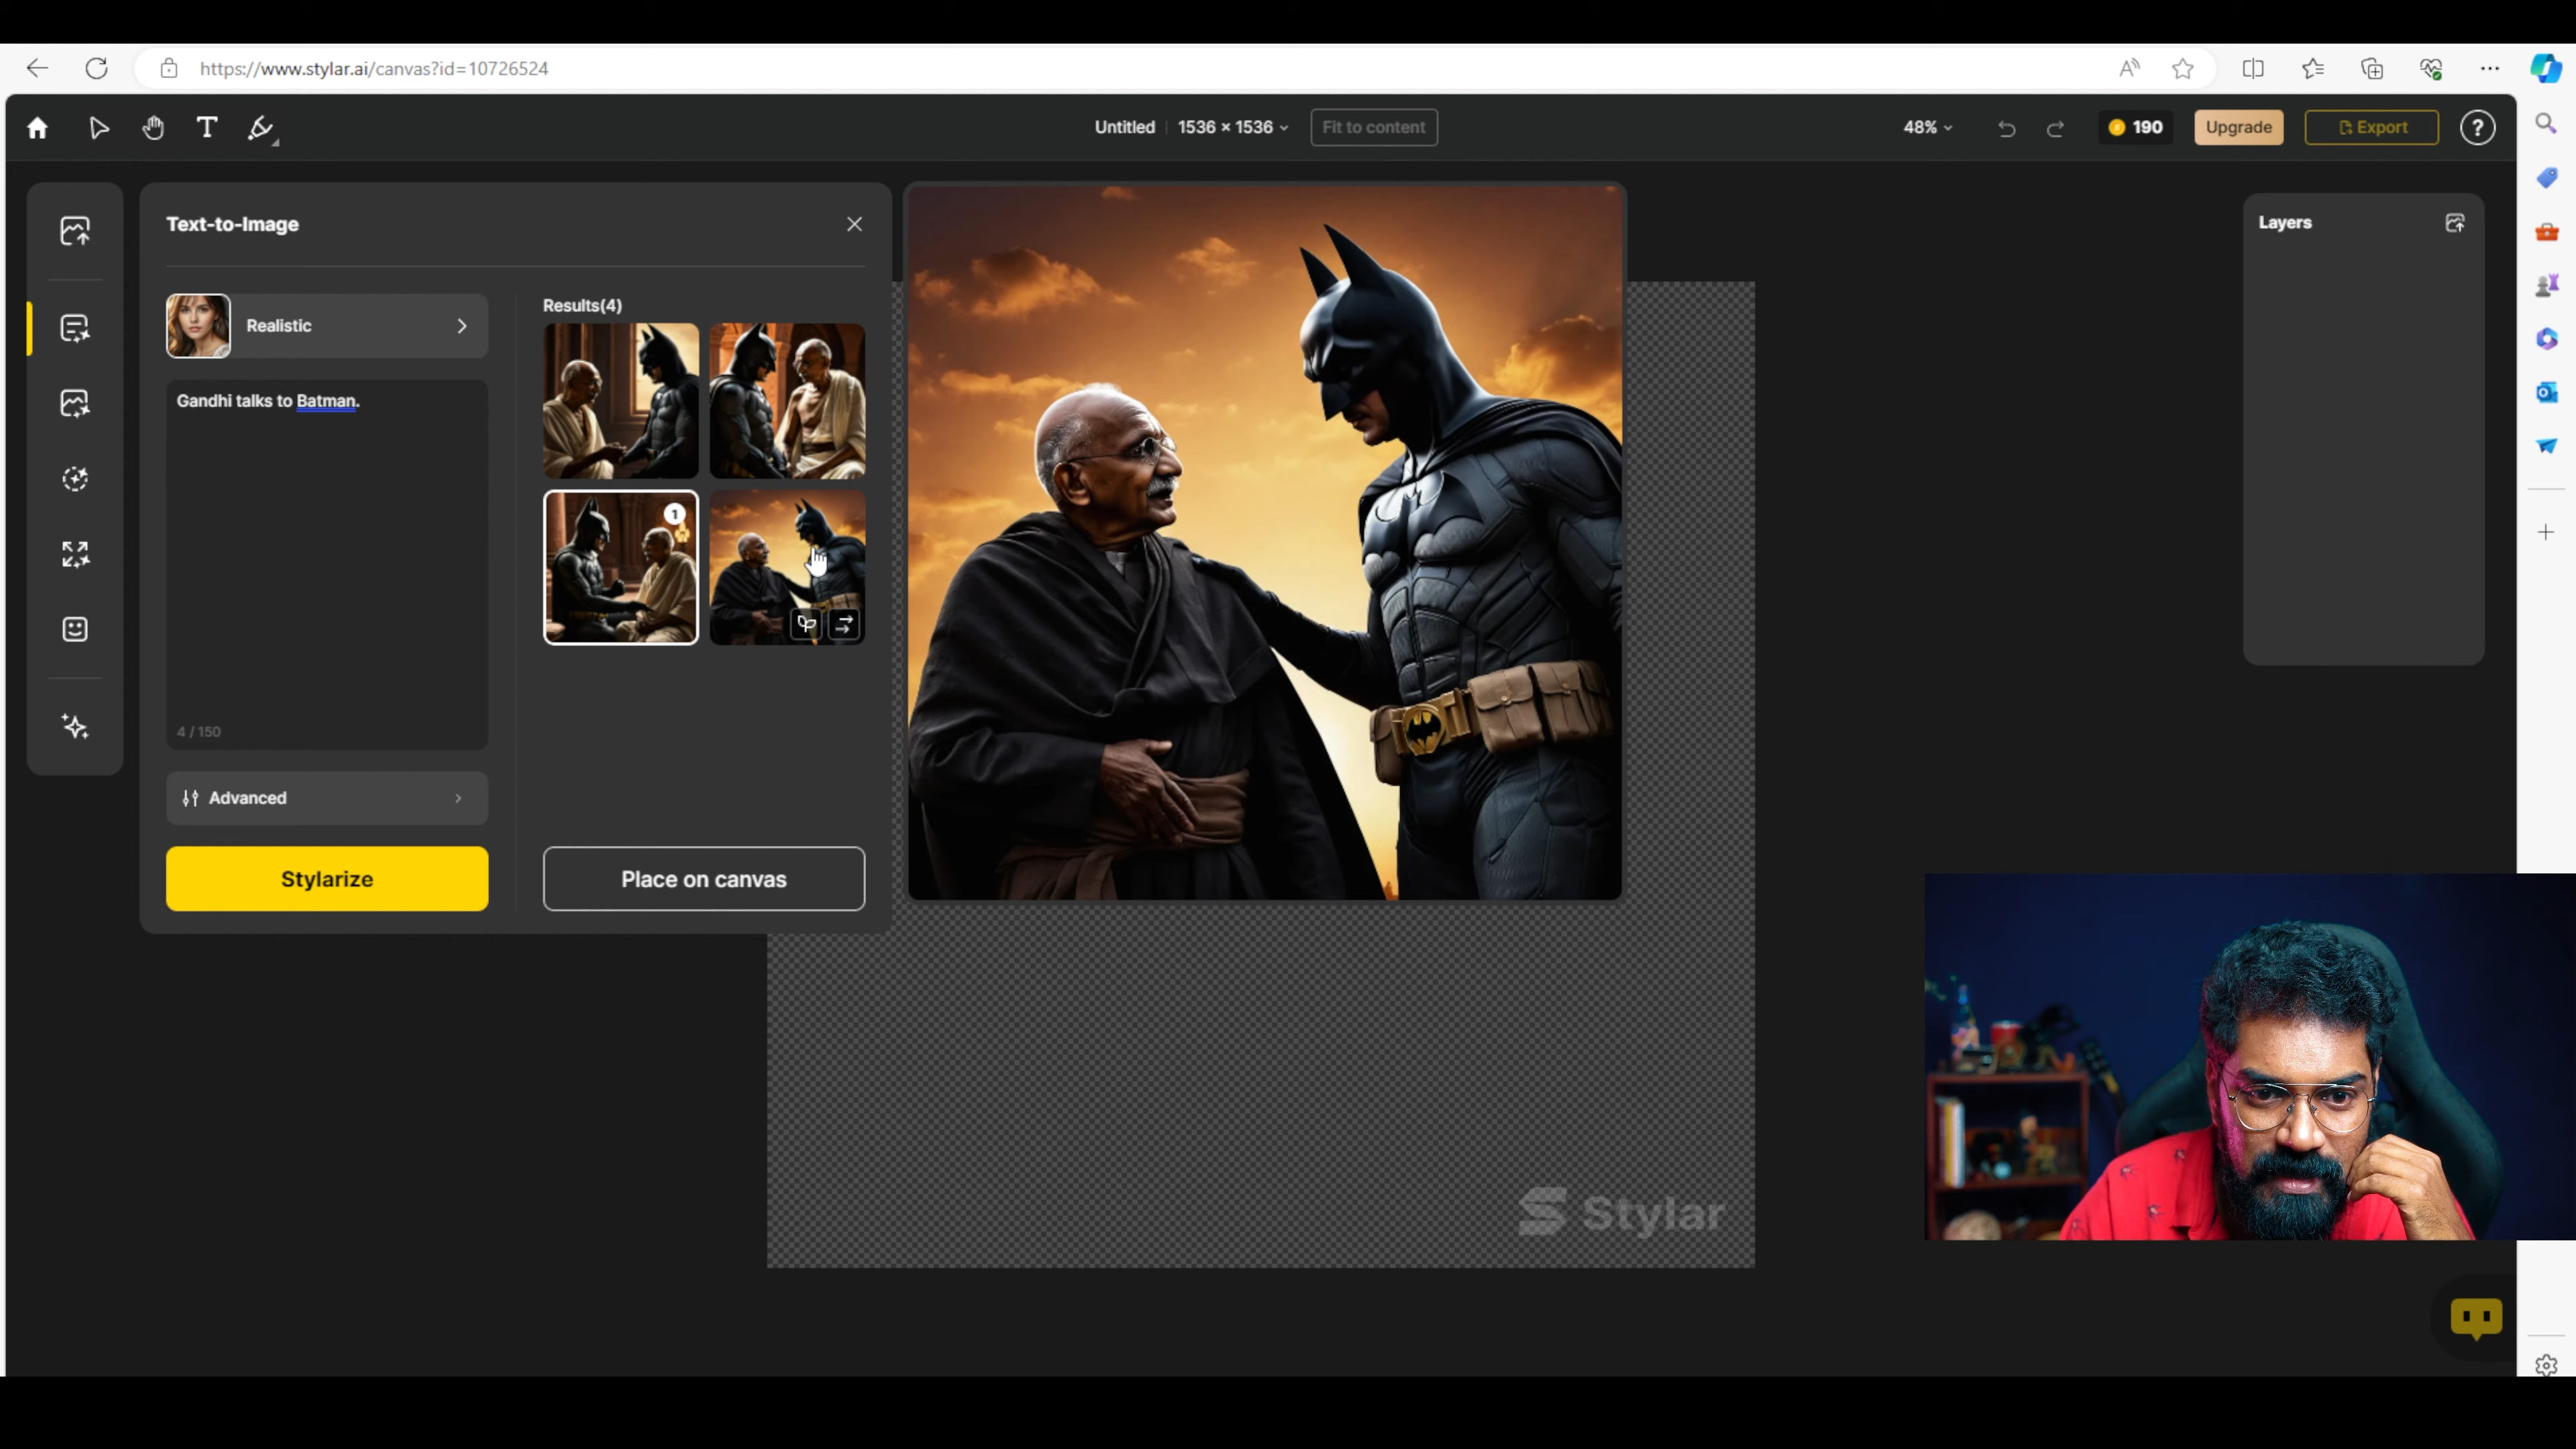 https://www.stylar.ai/canvas?id=10726524
Untitled
1536 × 1536
Fit to content
48%
190
Upgrade
Export
?
Text-to-Image
Layers
Realistic
Results(4)
Gandhi talks to Batman.
1
4 / 150
Advanced
Stylarize
Place on canvas
Stylar